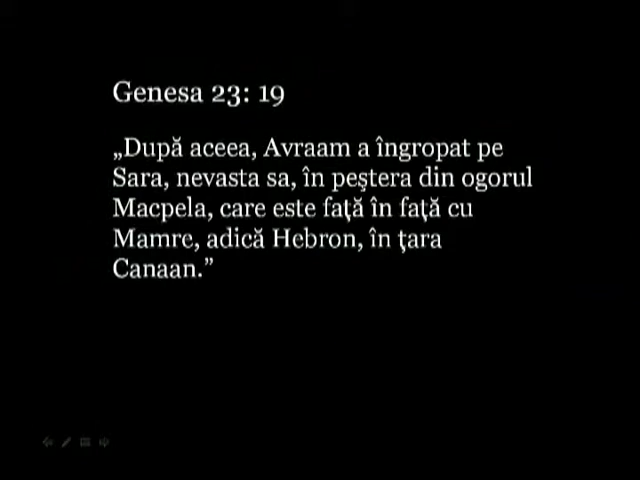 Genesa 23: 19
„După aceea, Avraam a îngropat pe
Sara, nevasta sa, în peştera din ogorul
Macpela, care este faţă în faţă cu
Mamre, adică Hebron, în ţara
Canaan.”